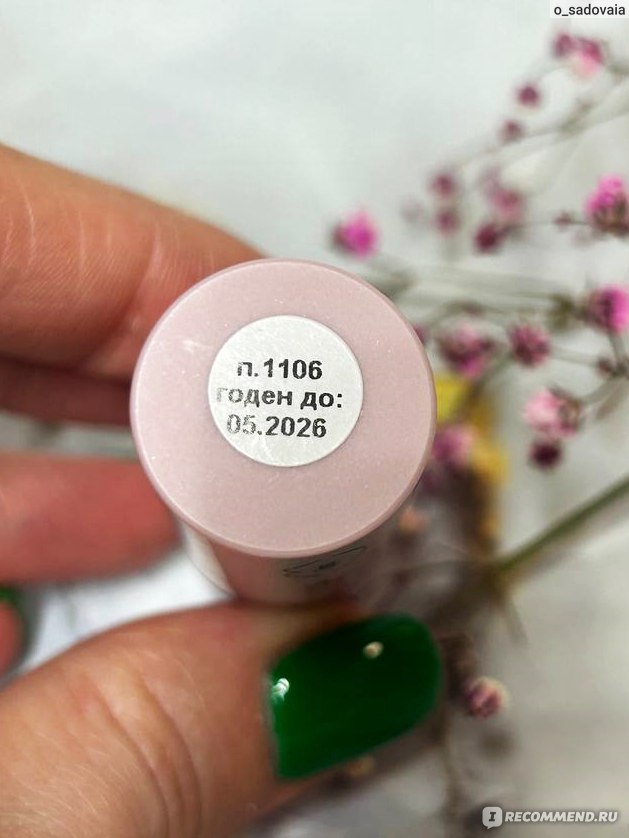 o_sadovaia
п.1106
годен до:
05.2026
I RECOMMEND.RU